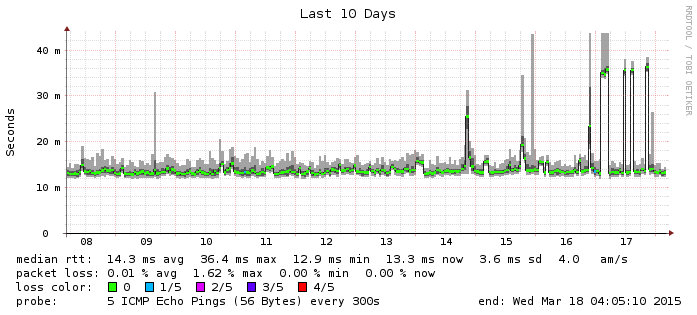 Last 10 Days
RRDTOOL / TOBI OETIKER
Seconds
40 m
30 m
20 m
10 m
0
08 09 10 11 12 13 14 15 16 17
median rtt: 14.3 ms avg 36.4 ms max 12.9 ms min 13.3 ms now 3.6 ms sd 4.0 am/s
packet loss: 0.01 % avg 1.62 % max 0.00 % min 0.00 % now
loss color: 0 1/5 2/5 3/5 4/5
probe: 5 ICMP Echo Pings (56 Bytes) every 300s end: Wed Mar 18 04:05:10 2015